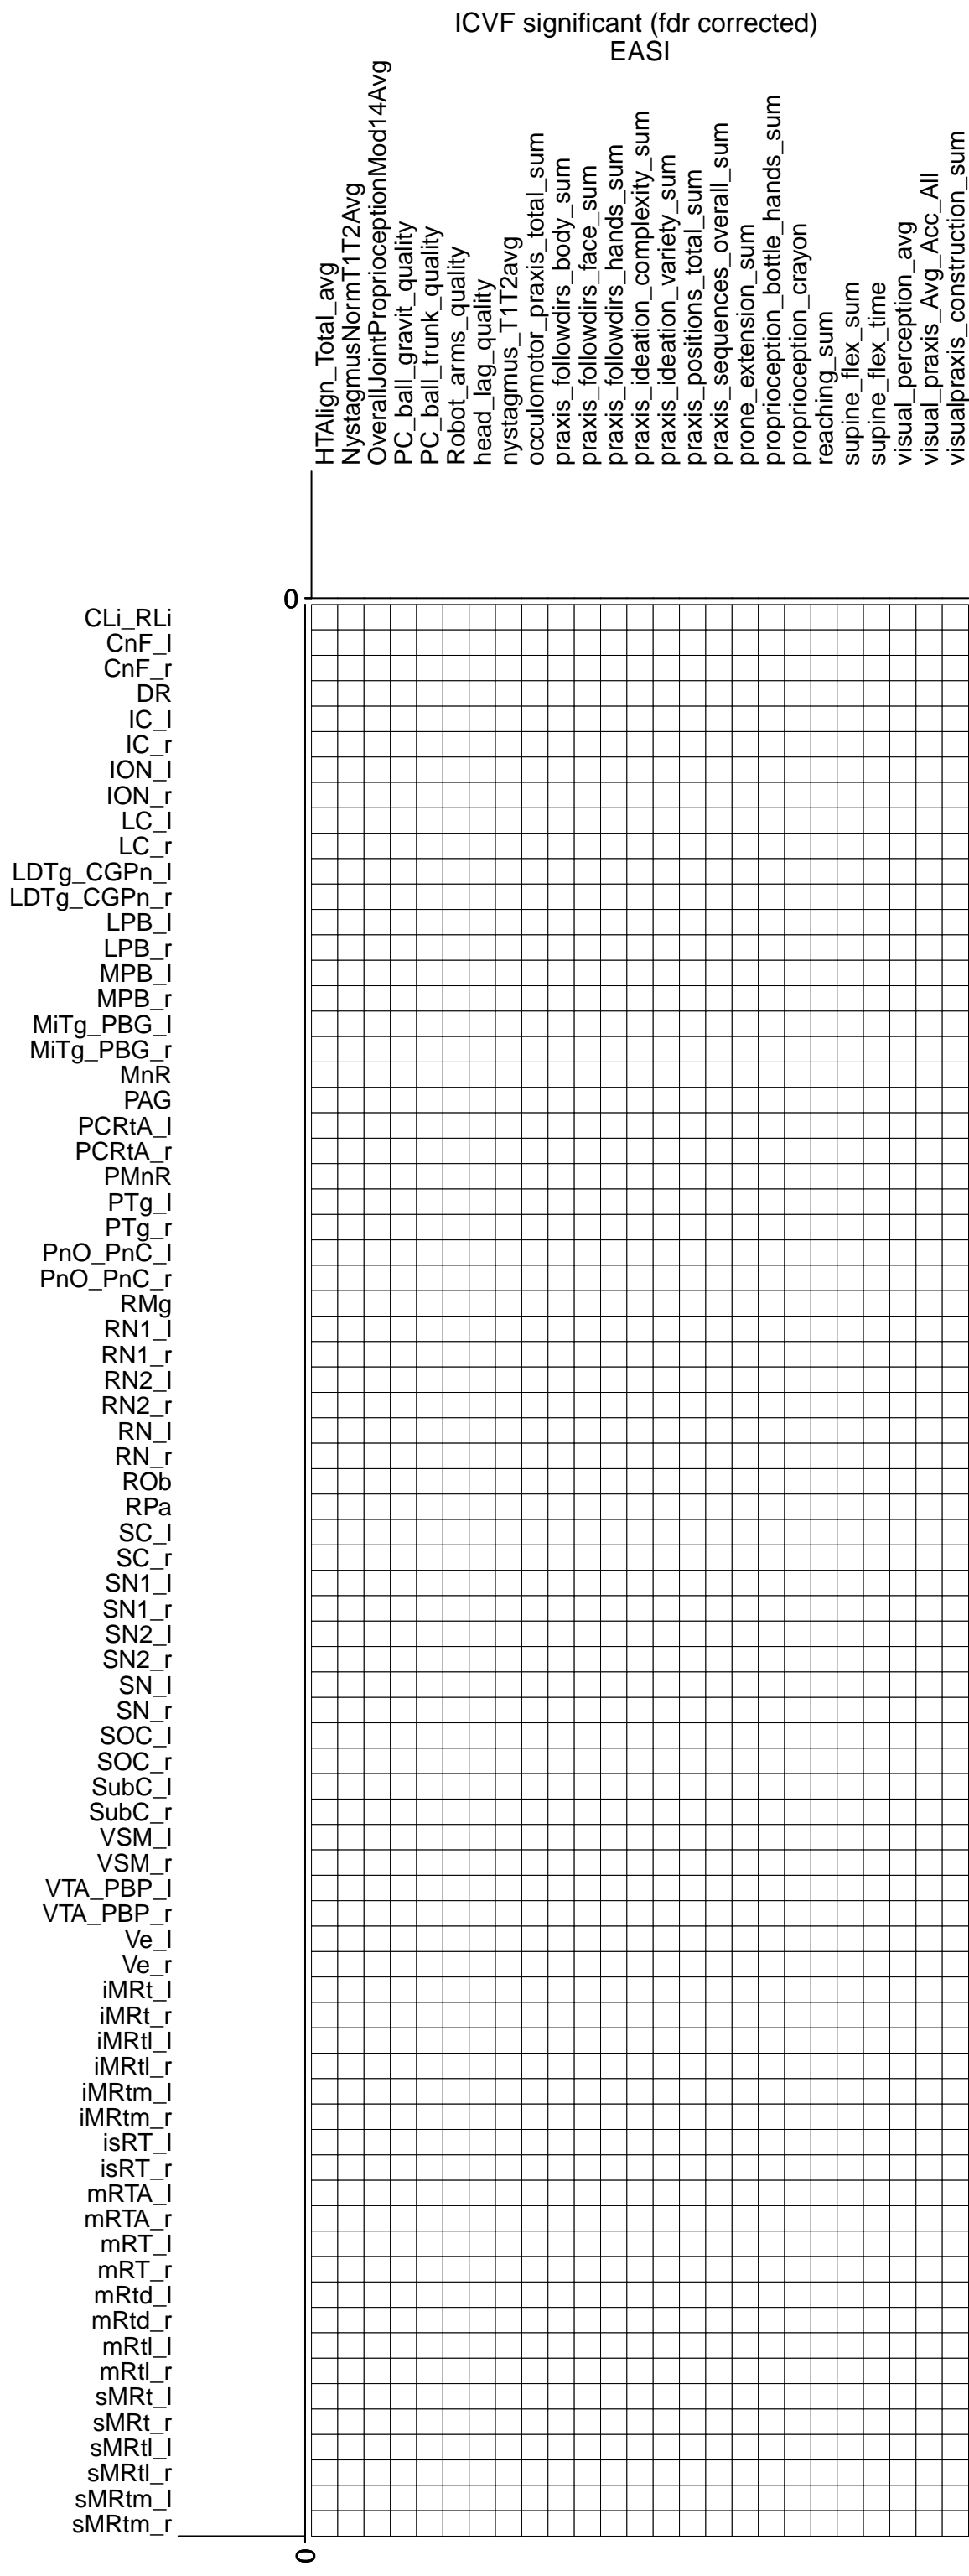 ICVF significant (fdr corrected)
EASI
HTAlign_Total_avg
NystagmusNormT1T2Avg
OverallJointProprioceptionMod14Avg
PC_ball_gravit_quality
PC_ball_trunk_quality
Robot_arms_quality
head_lag_quality
nystagmus_T1T2avg
occulomotor_praxis_total_sum
praxis_followdirs_body_sum
praxis_followdirs_face_sum
praxis_followdirs_hands_sum
praxis_ideation_complexity_sum
praxis_ideation_variety_sum
praxis_positions_total_sum
praxis_sequences_overall_sum
prone_extension_sum
proprioception_bottle_hands_sum
proprioception_crayon
reaching_sum
supine_flex_sum
supine_flex_time
visual_perception_avg
visual_praxis_Avg_Acc_All
visualpraxis_construction_sum
0
CLi_RLi
CnF_l
CnF_r
DR
IC_l
IC_r
ION_l
ION_r
LC_l
LC_r
LDTg_CGPn_l
LDTg_CGPn_r
LPB_l
LPB_r
MPB_l
MPB_r
MiTg_PBG_l
MiTg_PBG_r
MnR
PAG
PCRtA_l
PCRtA_r
PMnR
PTg_l
PTg_r
PnO_PnC_l
PnO_PnC_r
RMg
RN1_l
RN1_r
RN2_l
RN2_r
RN_l
RN_r
ROb
RPa
SC_l
SC_r
SN1_l
SN1_r
SN2_l
SN2_r
SN_l
SN_r
SOC_l
SOC_r
SubC_l
SubC_r
VSM_l
VSM_r
VTA_PBP_l
VTA_PBP_r
Ve_l
Ve_r
iMRt_l
iMRt_r
iMRtl_l
iMRtl_r
iMRtm_l
iMRtm_r
isRT_l
isRT_r
mRTA_l
mRTA_r
mRT_l
mRT_r
mRtd_l
mRtd_r
mRtl_l
mRtl_r
sMRt_l
sMRt_r
sMRtl_l
sMRtl_r
sMRtm_l
sMRtm_r
0